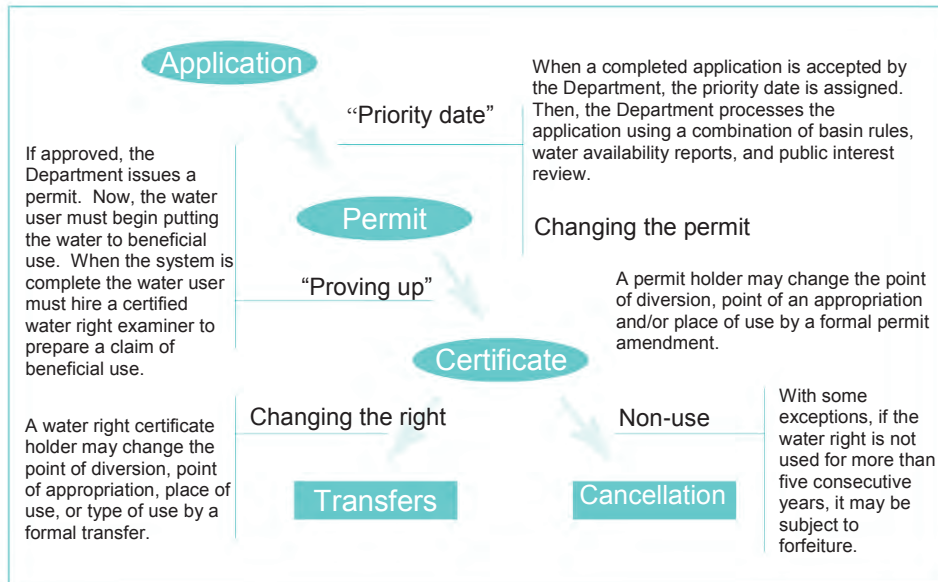 Application
When a completed application is accepted by
the Department, the priority date is assigned.
Then, the Department processes the
application using a combination of basin rules,
water availability reports, and public interest
review.
“Priority date”
If approved, the
Department issues a
permit. Now, the water
user must begin putting
the water to beneficial
use. When the system is
complete the water user
must hire a certified
water right examiner to
prepare a claim of
beneficial use.
Permit
Changing the permit
“Proving up”
A permit holder may change the point
of diversion, point of an appropriation
and/or place of use by a formal permit
amendment.
Certificate
Changing the right
A water right certificate
holder may change the
point of diversion, point
of appropriation, place of
use, or type of use by a
formal transfer.
Non-use
With some
exceptions, if the
water right is not
used for more than
five consecutive
years, it may be
subject to
forfeiture.
Transfers
Cancellation